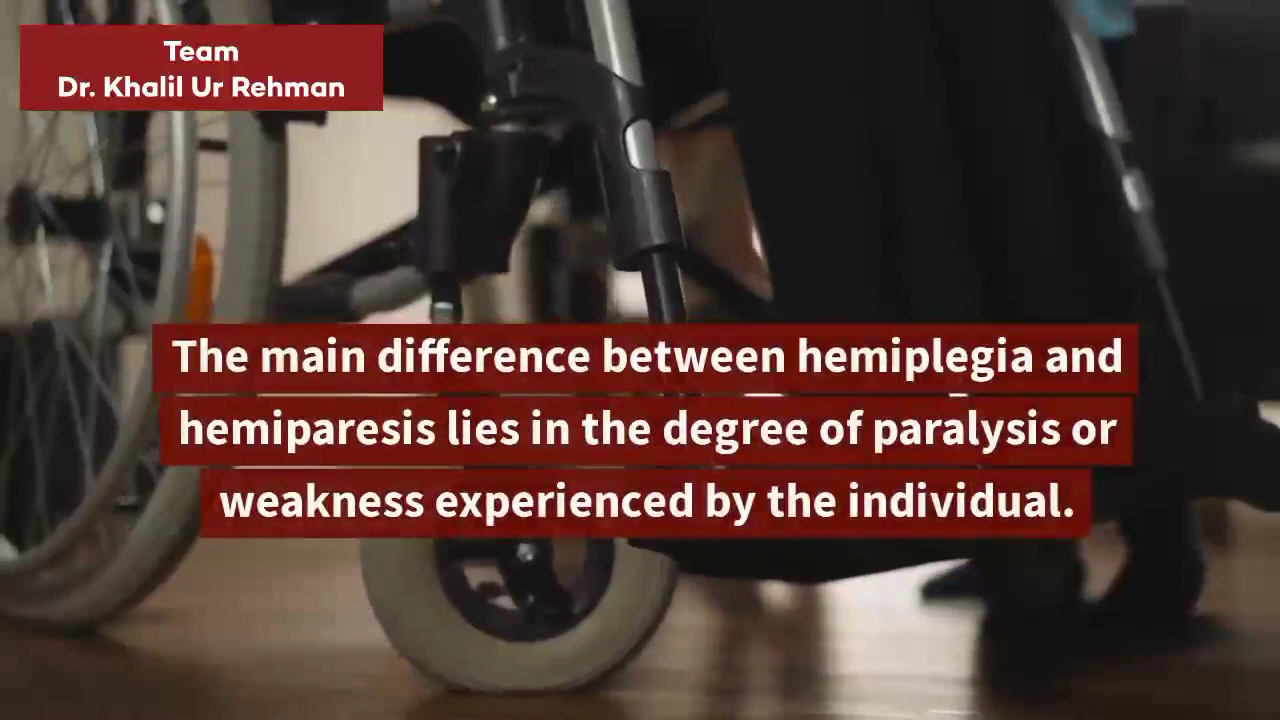 Team
Dr. Khalil Ur Rehman
The main difference between hemiplegia and
hemiparesis lies in the degree of paralysis or
weakness experienced by the individual.